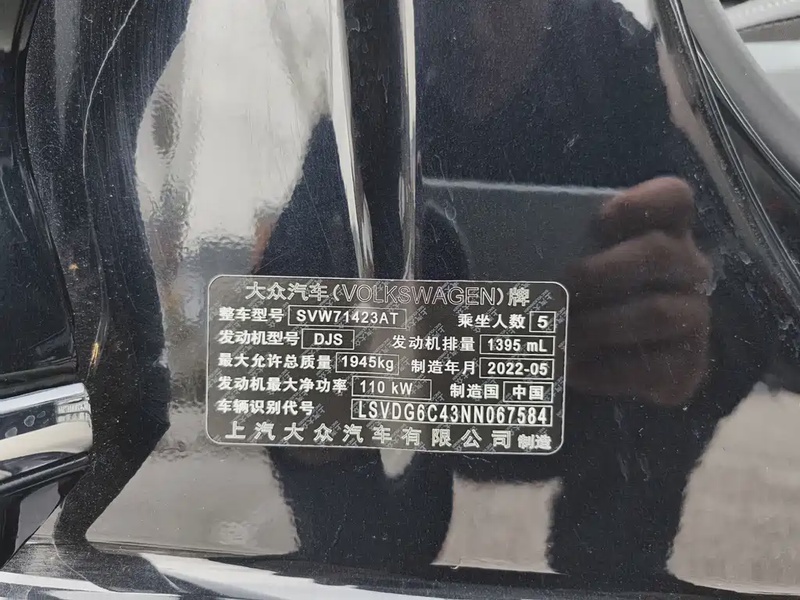 大众汽车(VOLKSWAGEN)牌
整车型号 SVW71423AT 乘坐人数 5
发动机型号 DJS 发动机排量 1395 mL
最大允许总质量 1945kg 制造年月 2022-05
发动机最大净功率 110 kW 制造国 中国
车辆识别代号 LSVDG6C43NN067584
上汽大众汽车有限公司 制造